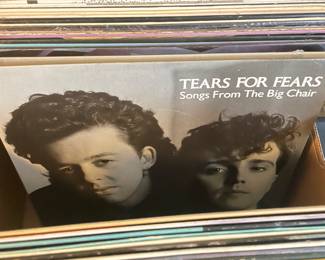 TEARS FOR FEARS
Songs From The Big Chair